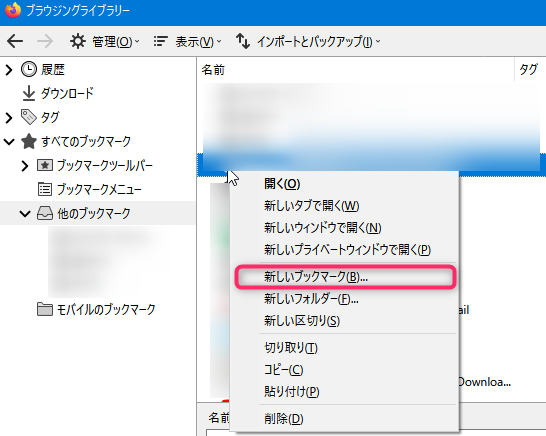 ブラウジングライブラリー
管理(O) 表示(V) インポートとバックアップ(I)
履歴
ダウンロード
タグ
すべてのブックマーク
ブックマークツールバー
ブックマークメニュー
他のブックマーク
モバイルのブックマーク
名前 タグ
開く(O)
新しいタブで開く(W)
新しいウィンドウで開く(N)
新しいプライベートウィンドウで開く(P)
新しいブックマーク(B)...
新しいフォルダー(F)...
新しい区切り(S)
切り取り(T)
コピー(C)
貼り付け(P)
削除(D)
ail
Downloa...
名前